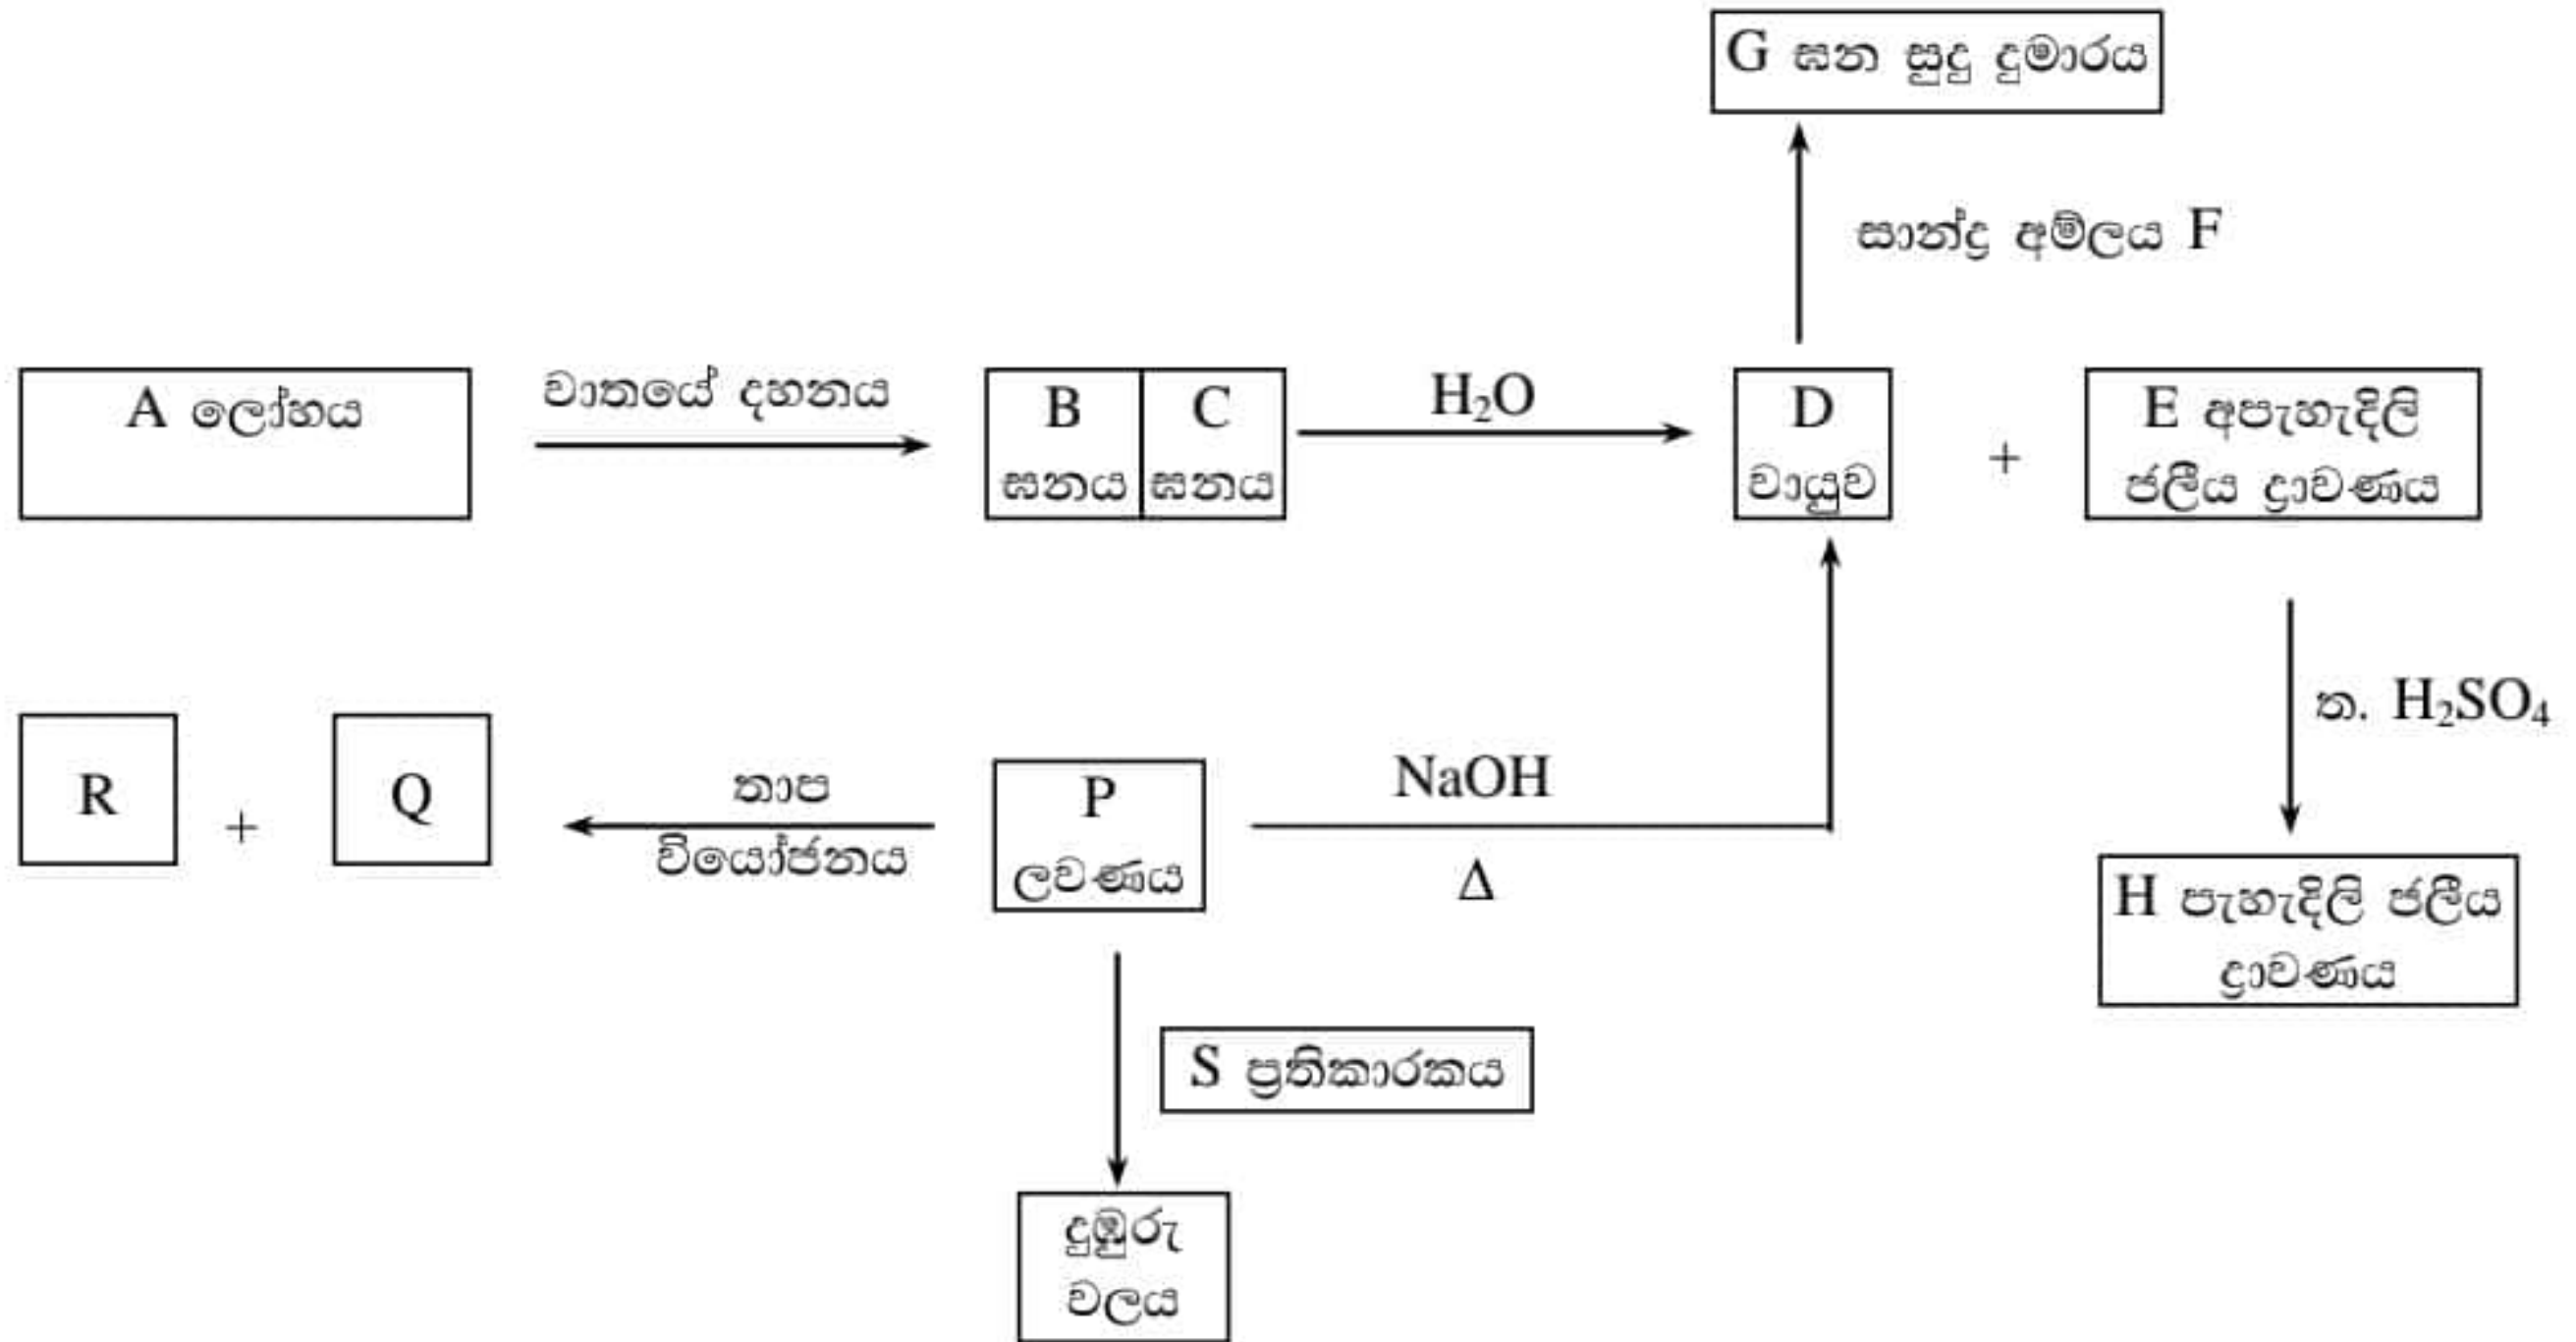 G ඝන සුදු දුමාරය
සාන්ද්‍ර අම්ලය F
A ලෝහය
වාතයේ දහනය
B
ඝනය
C
ඝනය
H₂O
D
වායුව
+
E අපැහැදිලි
ජලීය ද්‍රාවණය
ත. H₂SO₄
H පැහැදිලි ජලීය
ද්‍රාවණය
R
+
Q
තාප
වියෝජනය
P
ලවණය
NaOH
Δ
S ප්‍රතිකාරකය
දුඹුරු
වලය